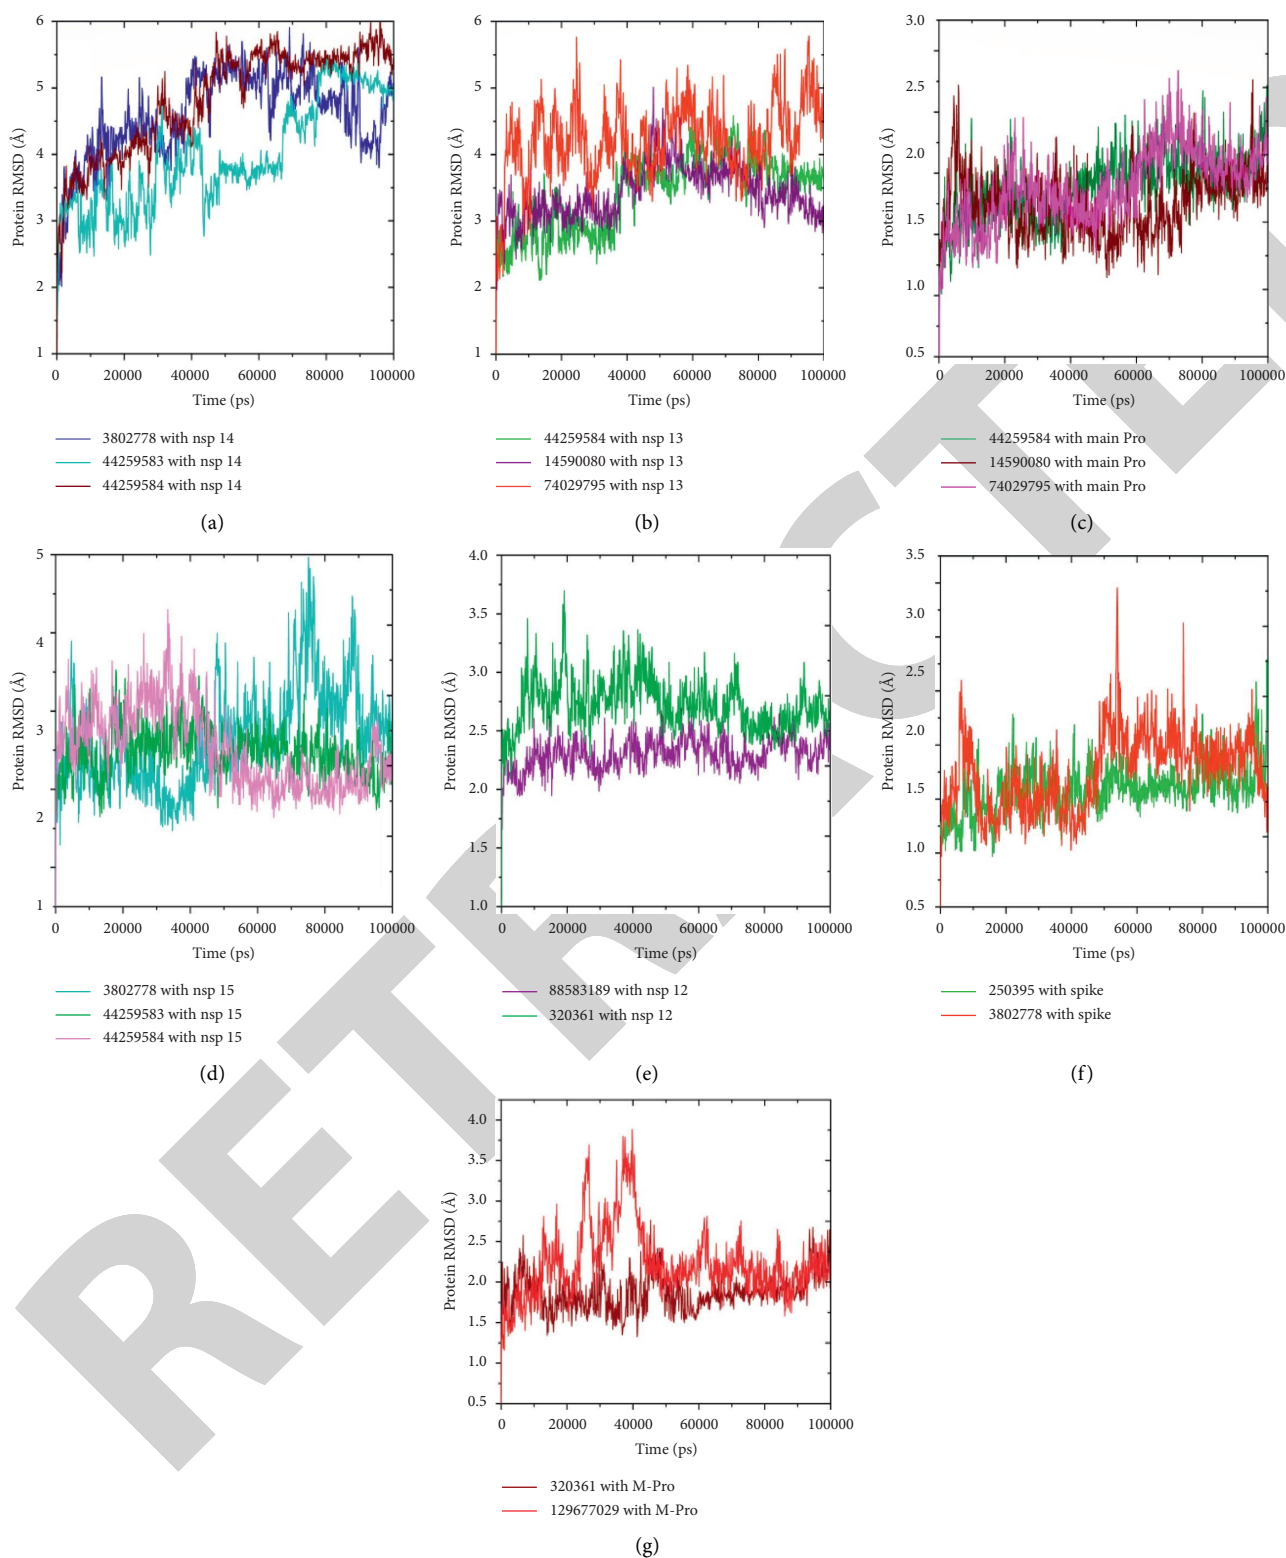 Protein RMSD (Å)
6
5
4
3
2
1
0 20000 40000 60000 80000 100000
Time (ps)
3802778 with nsp 14
44259583 with nsp 14
44259584 with nsp 14
(a)
Protein RMSD (Å)
6
5
4
3
2
1
0 20000 40000 60000 80000 100000
Time (ps)
44259584 with nsp 13
14590080 with nsp 13
74029795 with nsp 13
(b)
Protein RMSD (Å)
3.0
2.5
2.0
1.5
1.0
0.5
0 20000 40000 60000 80000 100000
Time (ps)
44259584 with main Pro
14590080 with main Pro
74029795 with main Pro
(c)
Protein RMSD (Å)
5
4
3
2
1
0 20000 40000 60000 80000 100000
Time (ps)
3802778 with nsp 15
44259583 with nsp 15
44259584 with nsp 15
(d)
Protein RMSD (Å)
4.0
3.5
3.0
2.5
2.0
1.5
1.0
0 20000 40000 60000 80000 100000
Time (ps)
88583189 with nsp 12
320361 with nsp 12
(e)
Protein RMSD (Å)
3.5
3.0
2.5
2.0
1.5
1.0
0.5
0 20000 40000 60000 80000 100000
Time (ps)
250395 with spike
3802778 with spike
(f)
Protein RMSD (Å)
4.0
3.5
3.0
2.5
2.0
1.5
1.0
0.5
0 20000 40000 60000 80000 100000
Time (ps)
320361 with M-Pro
129677029 with M-Pro
(g)